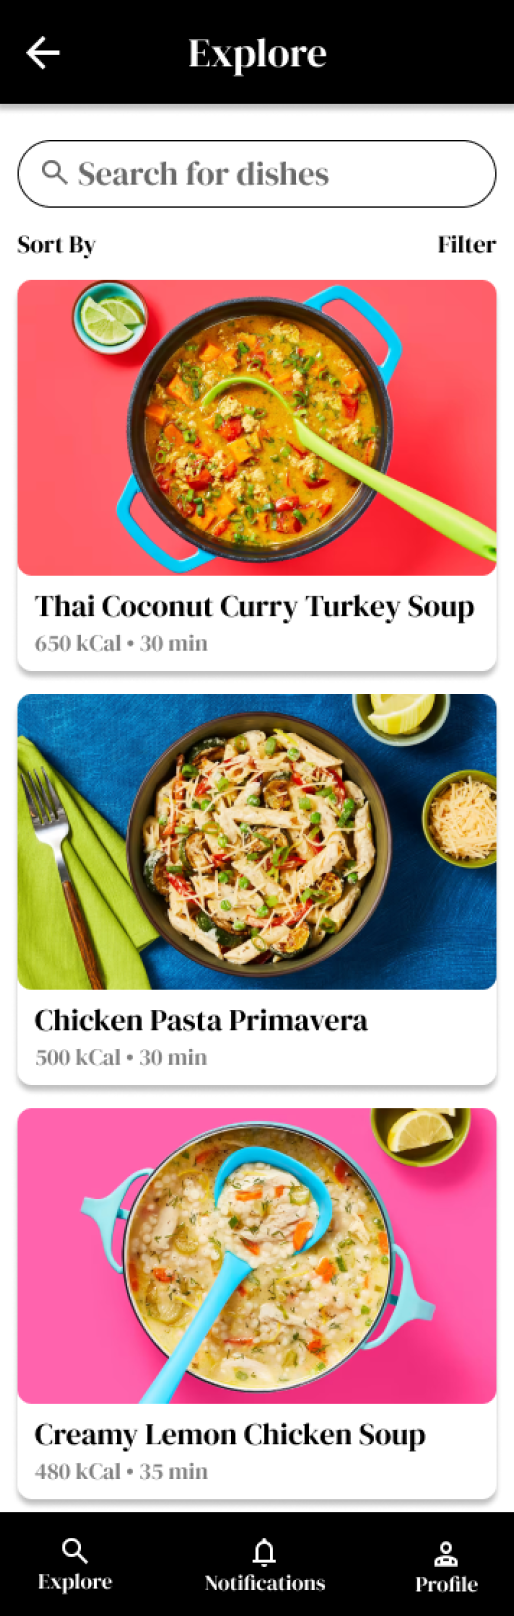 Explore
Search for dishes
Sort By
Filter
Thai Coconut Curry Turkey Soup
650 kCal • 30 min
Chicken Pasta Primavera
500 kCal • 30 min
Creamy Lemon Chicken Soup
480 kCal • 35 min
Explore
Notifications
Profile